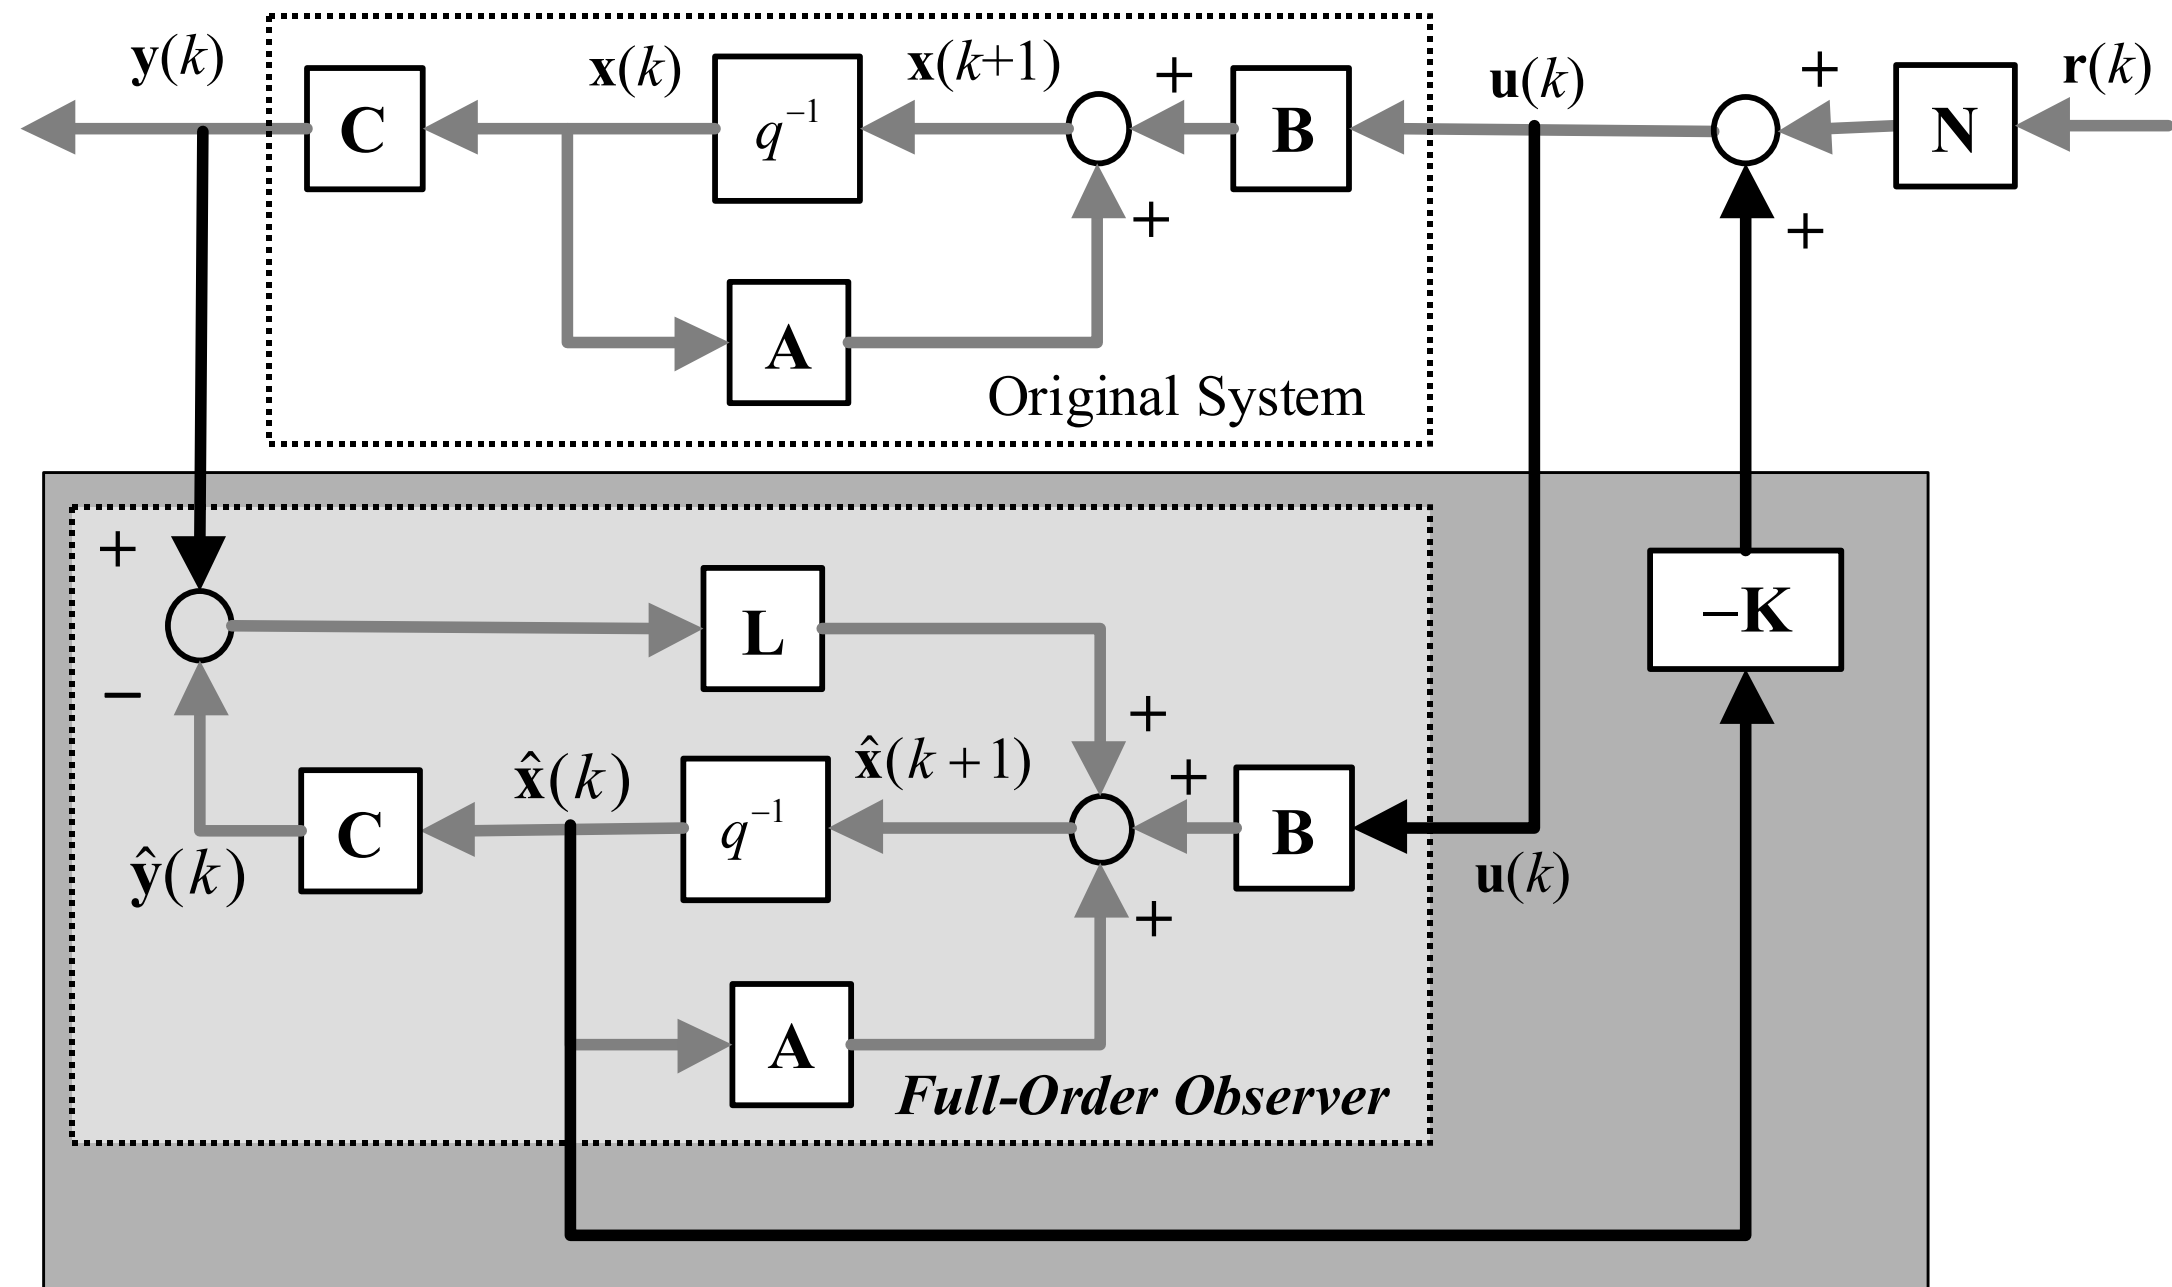 y(k)
C
x(k)
q⁻¹
x(k+1)
+
B
u(k)
+
N
r(k)
+
+
A
Original System
+
L
−K
−
+
x̂(k)
x̂(k+1)
+
C
q⁻¹
B
ŷ(k)
u(k)
+
A
Full-Order Observer